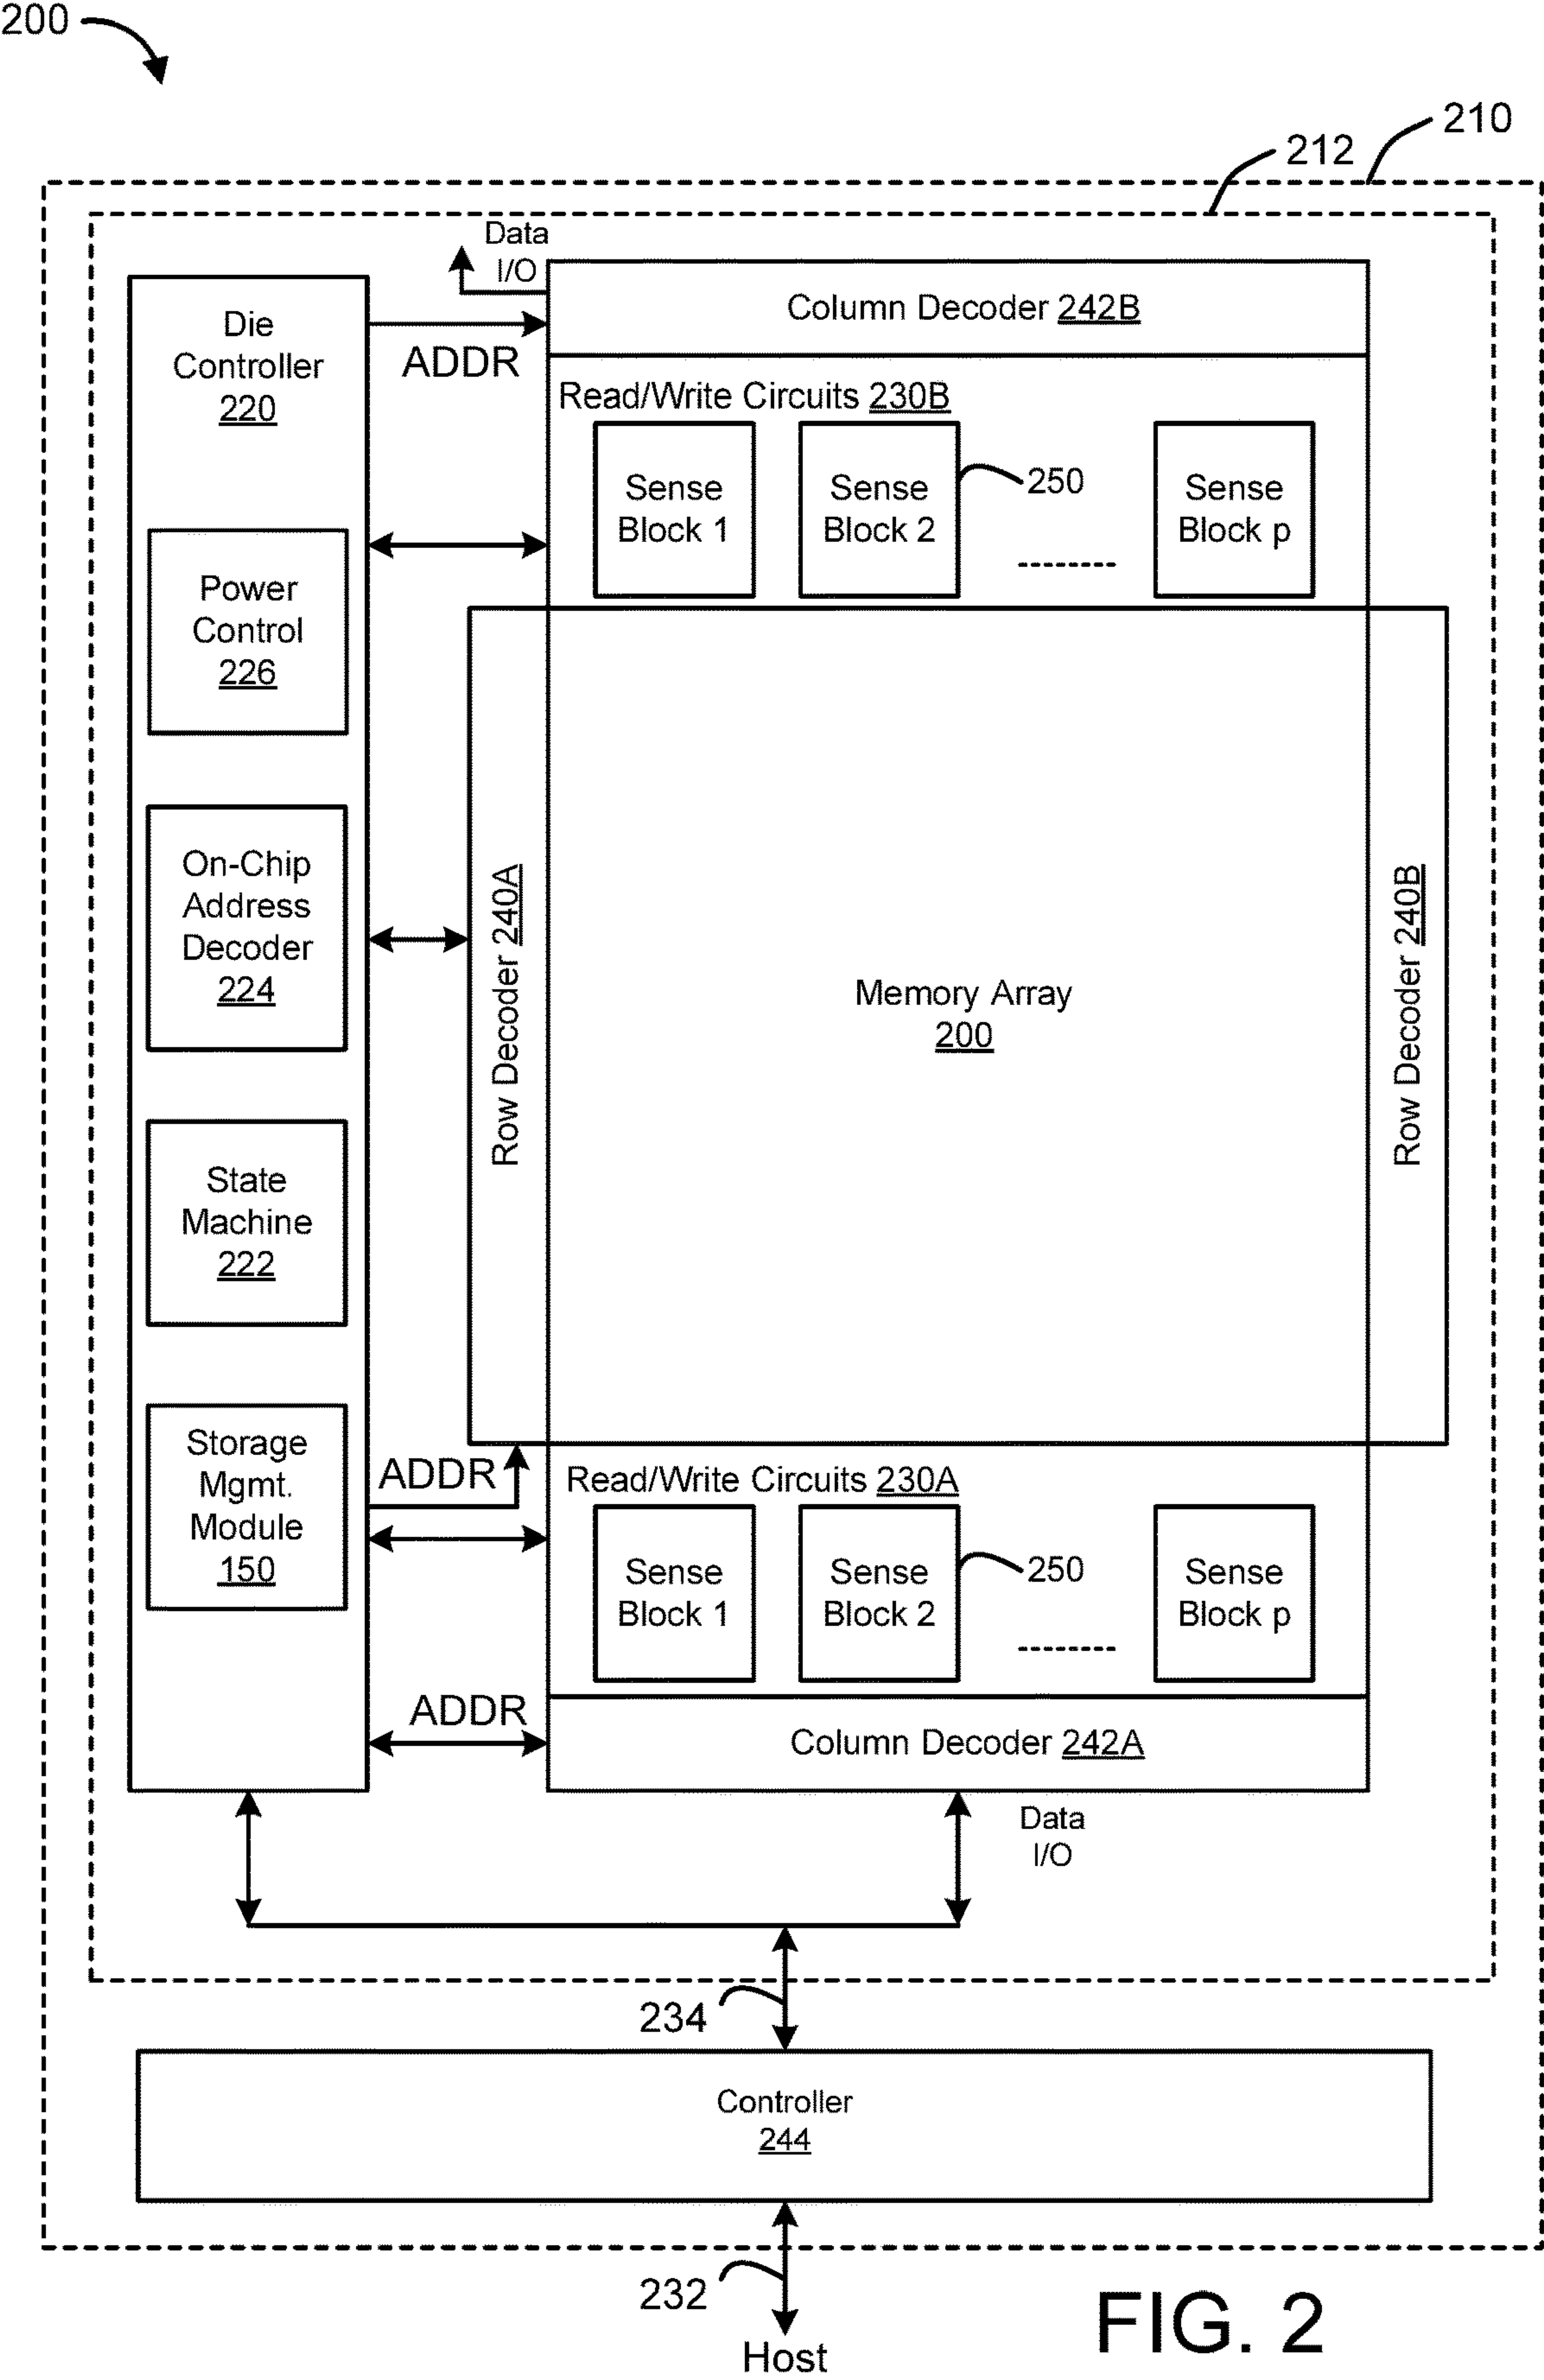 200
210
212
Data
I/O
Die
Controller
220
ADDR
Column Decoder 242B
Read/Write Circuits 230B
Sense
Block 1
Sense
Block 2
250
Sense
Block p
Power
Control
226
On-Chip
Address
Decoder
224
Row Decoder 240A
Memory Array
200
Row Decoder 240B
State
Machine
222
Storage
Mgmt.
Module
150
ADDR
Read/Write Circuits 230A
Sense
Block 1
Sense
Block 2
250
Sense
Block p
ADDR
Column Decoder 242A
Data
I/O
234
Controller
244
232
Host
FIG. 2